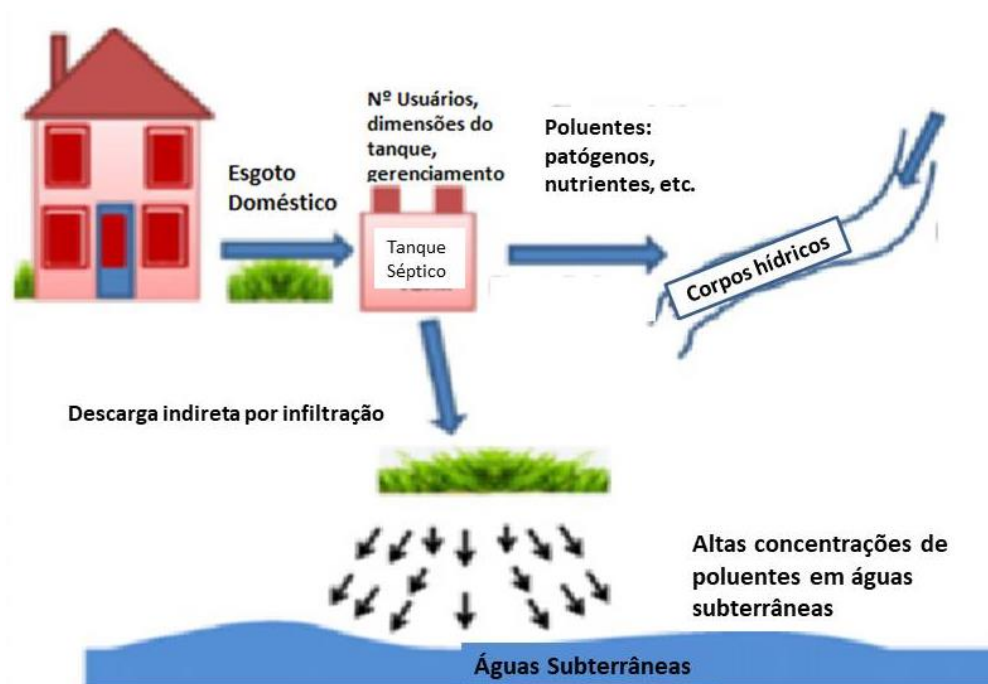 Nº Usuários,
dimensões do
tanque,
gerenciamento
Poluentes:
patógenos,
nutrientes, etc.
Esgoto
Doméstico
Tanque
Séptico
Corpos hídricos
Descarga indireta por infiltração
Altas concentrações de
poluentes em águas
subterrâneas
Águas Subterrâneas